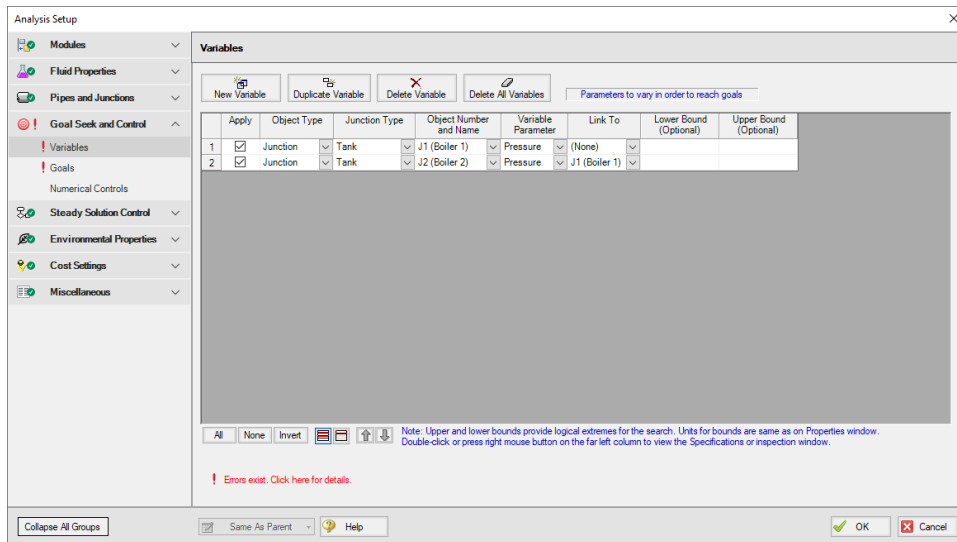 Analysis Setup
Modules
Fluid Properties
Pipes and Junctions
Goal Seek and Control
Variables
Goals
Numerical Controls
Steady Solution Control
Environmental Properties
Cost Settings
Miscellaneous
Variables
New Variable
Duplicate Variable
Delete Variable
Delete All Variables
Parameters to vary in order to reach goals
Apply Object Type Junction Type Object Number and Name Variable Parameter Link To Lower Bound (Optional) Upper Bound (Optional)
1 Junction Tank J1 (Boiler 1) Pressure (None)
2 Junction Tank J2 (Boiler 2) Pressure J1 (Boiler 1)
All None Invert
Note: Upper and lower bounds provide logical extremes for the search. Units for bounds are same as on Properties window.
Double-click or press right mouse button on the far left column to view the Specifications or inspection window.
Errors exist. Click here for details.
Collapse All Groups
Same As Parent
Help
OK
Cancel